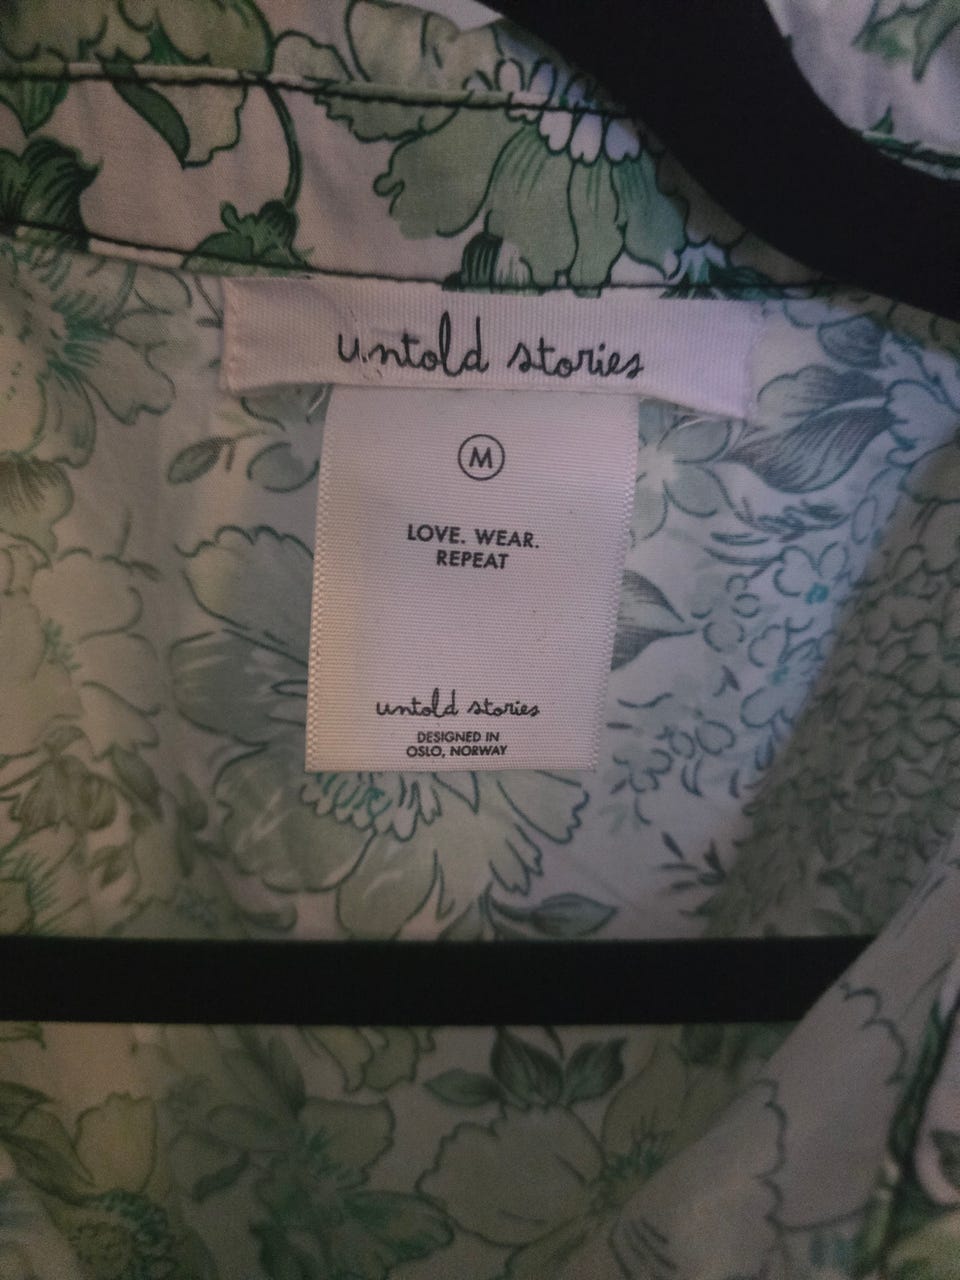 untold stories
M
LOVE. WEAR.
REPEAT
untold stories
DESIGNED IN
OSLO, NORWAY